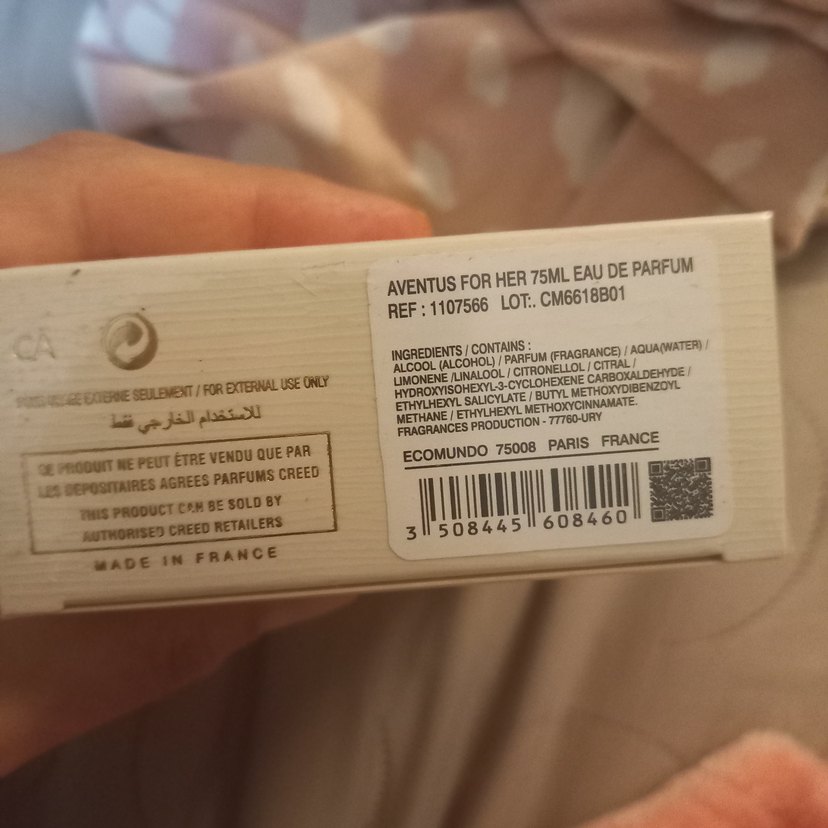 CA
EXTERNE SEULEMENT / FOR EXTERNAL USE ONLY
للاستخدام الخارجي فقط
CE PRODUIT NE PEUT ÊTRE VENDU QUE PAR
LES DEPOSITAIRES AGREES PARFUMS CREED
THIS PRODUCT CAN BE SOLD BY
AUTHORISED CREED RETAILERS
MADE IN FRANCE
AVENTUS FOR HER 75ML EAU DE PARFUM
REF : 1107566 LOT:. CM6618B01
INGREDIENTS / CONTAINS :
ALCOOL (ALCOHOL) / PARFUM (FRAGRANCE) / AQUA(WATER) /
LIMONENE /LINALOOL / CITRONELLOL / CITRAL /
HYDROXYISOHEXYL-3-CYCLOHEXENE CARBOXALDEHYDE /
ETHYLHEXYL SALICYLATE / BUTYL METHOXYDIBENZOYL
METHANE / ETHYLHEXYL METHOXYCINNAMATE.
FRAGRANCES PRODUCTION - 77760-URY
ECOMUNDO 75008 PARIS FRANCE
3 508445 608460